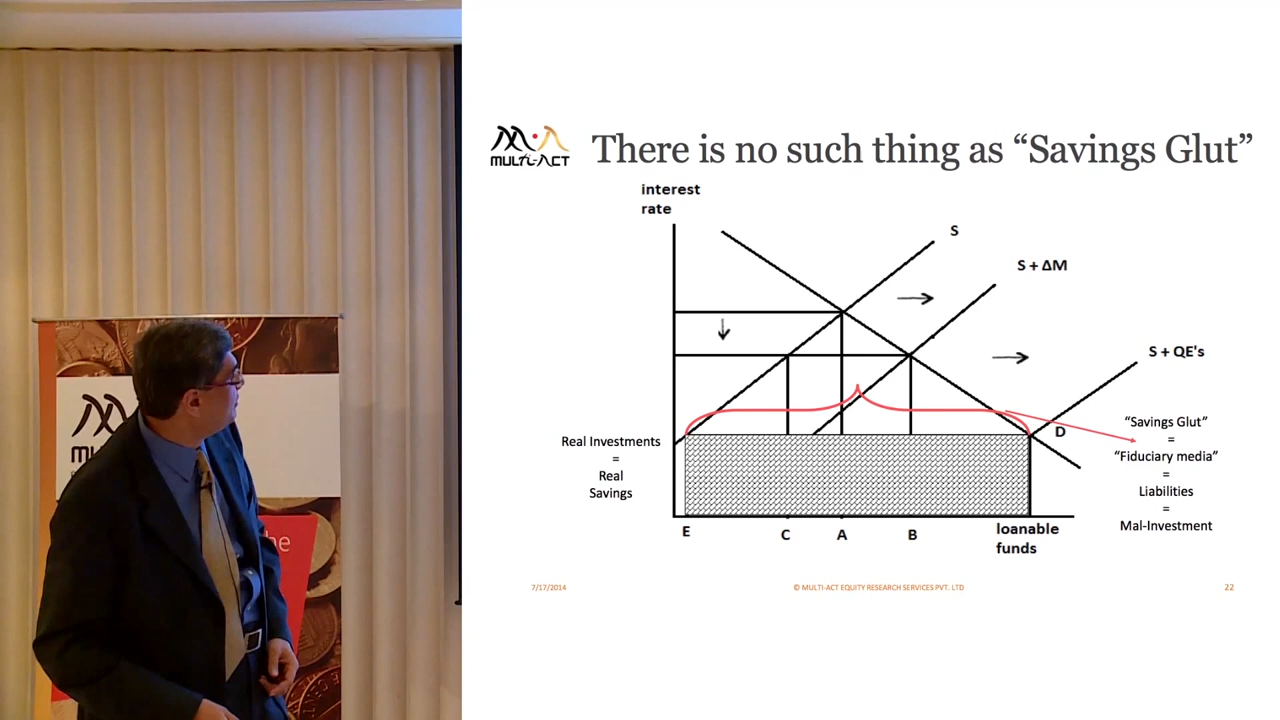 MULTI-ACT
There is no such thing as “Savings Glut”
interest
rate
S
S + ΔM
S + QE's
D
Real Investments
=
Real
Savings
“Savings Glut”
=
“Fiduciary media”
=
Liabilities
=
Mal-Investment
E
C
A
B
loanable
funds
7/17/2014
© MULTI-ACT EQUITY RESEARCH SERVICES PVT. LTD
22
he